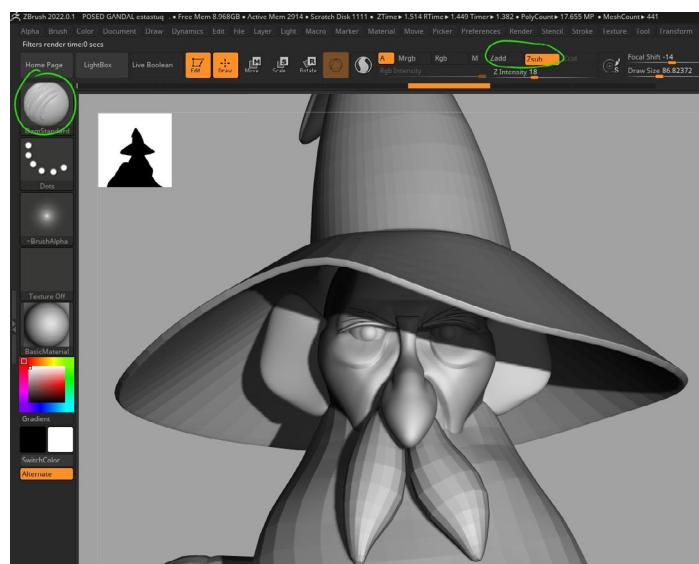 ZBrush 2022.0.1 POSED GANDAL estastuq . • Free Mem 8.968GB • Active Mem 2914 • Scratch Disk 1111 • ZTime▸ 1.514 RTime▸ 1.449 Timer▸ 1.382 • PolyCount▸ 17.655 MP • MeshCount▸ 441
Alpha Brush Color Document Draw Dynamics Edit File Layer Light Macro Marker Material Movie Picker Preferences Render Stencil Stroke Texture Tool Transform
Filters render time:0 secs
Home Page LightBox Live Boolean Edit Draw Move Scale Rotate A Mrgb Rgb M Zadd Zsub Zcut Focal Shift -14
Rgb Intensity Z Intensity 18 S Draw Size 86.82372
DamStandard
Dots
~BrushAlpha
Texture Off
BasicMaterial
Gradient
SwitchColor
Alternate